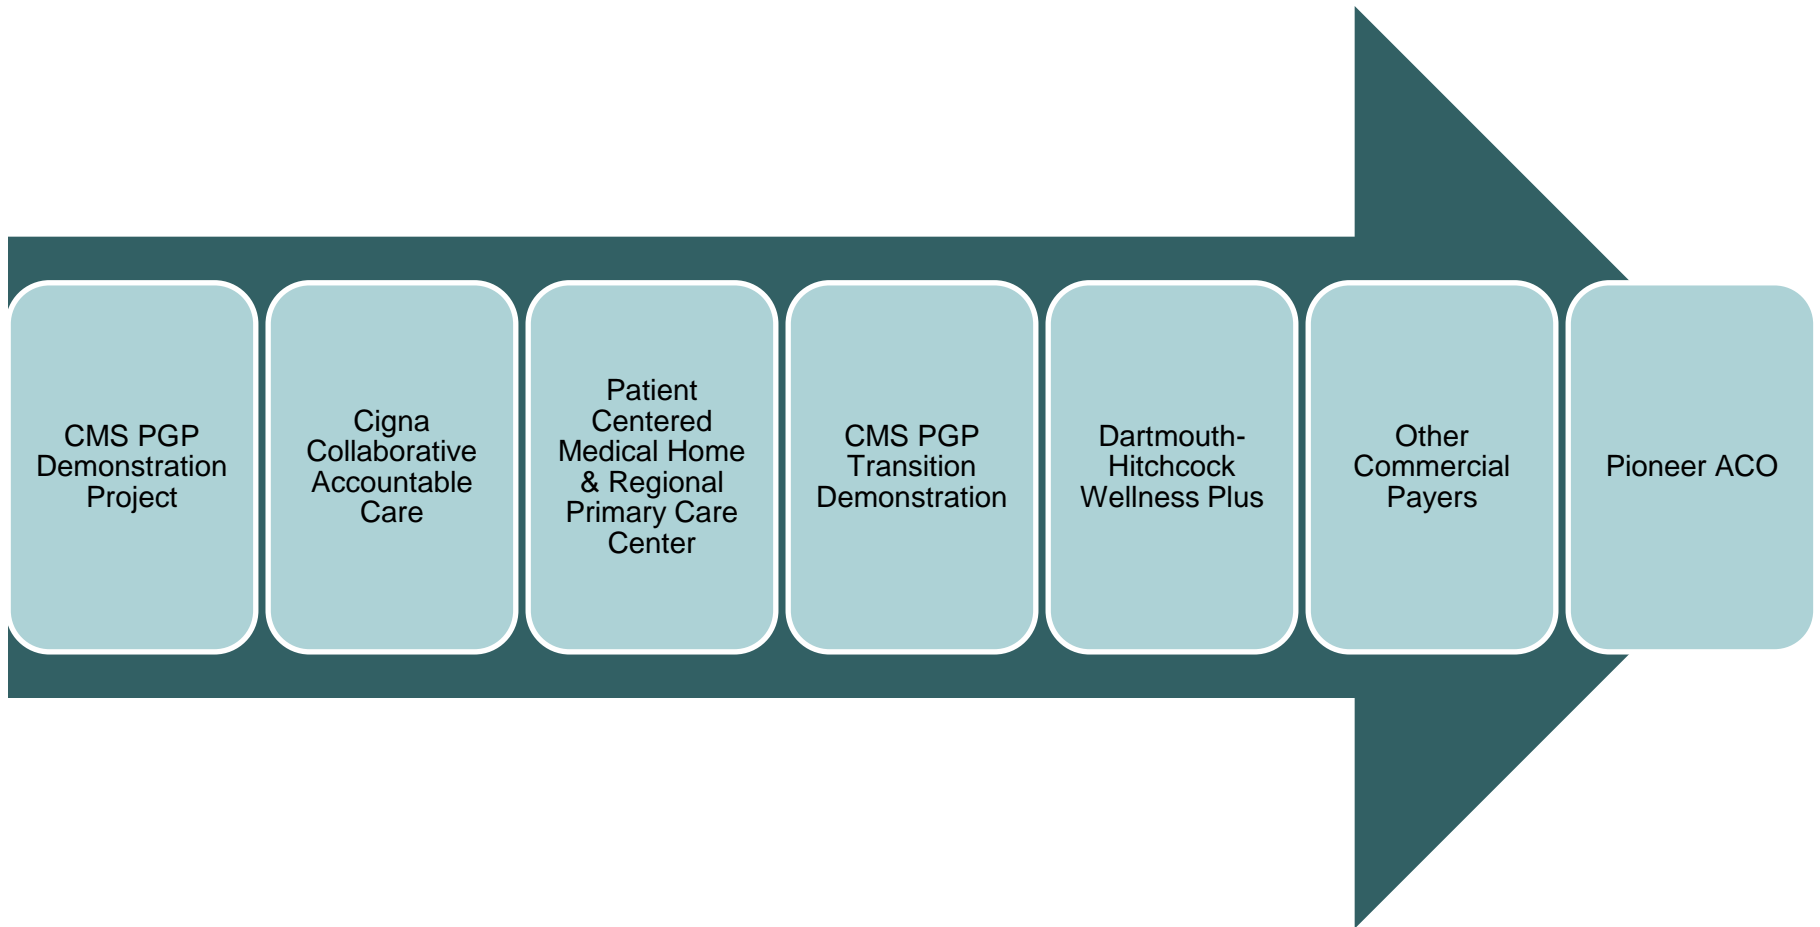 CMS PGP
Demonstration
Project
Cigna
Collaborative
Accountable
Care
Patient
Centered
Medical Home
& Regional
Primary Care
Center
CMS PGP
Transition
Demonstration
Dartmouth-
Hitchcock
Wellness Plus
Other
Commercial
Payers
Pioneer ACO